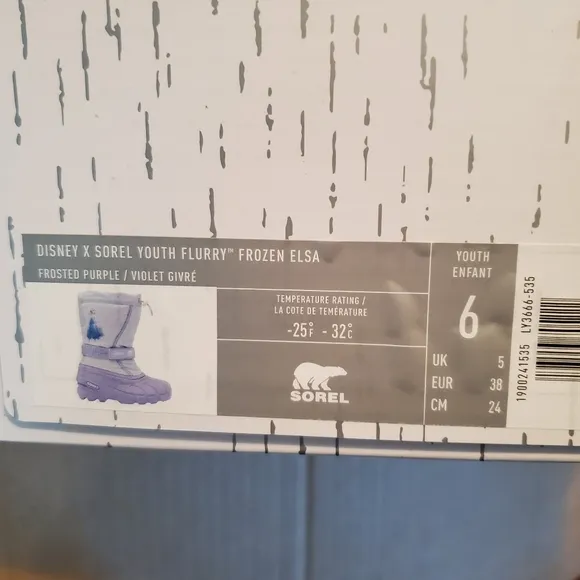 DISNEY X SOREL YOUTH FLURRY™ FROZEN ELSA
FROSTED PURPLE / VIOLET GIVRÉ
TEMPERATURE RATING /
LA COTE DE TEMÉRATURE
-25°F -32°C
SOREL
YOUTH
ENFANT
6
UK 5
EUR 38
CM 24
1900241535 LY3666-535